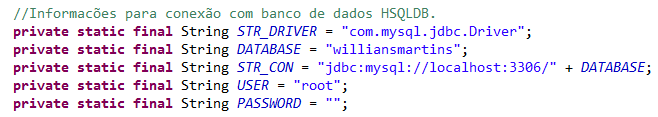 //Informacões para conexão com banco de dados HSQLDB.
private static final String STR_DRIVER = "com.mysql.jdbc.Driver";
private static final String DATABASE = "williansmartins";
private static final String STR_CON = "jdbc:mysql://localhost:3306/" + DATABASE;
private static final String USER = "root";
private static final String PASSWORD = "";